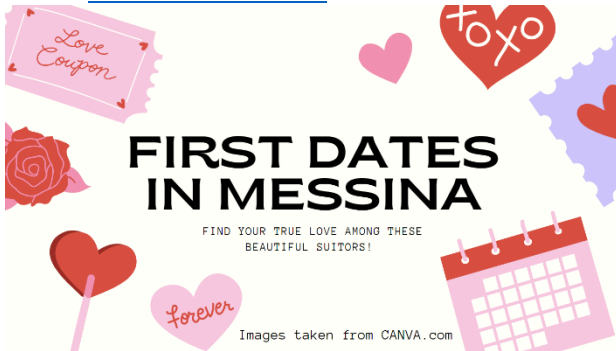 Love
Coupon
XOXO
FIRST DATES
IN MESSINA
FIND YOUR TRUE LOVE AMONG THESE
BEAUTIFUL SUITORS!
forever
Images taken from CANVA.com